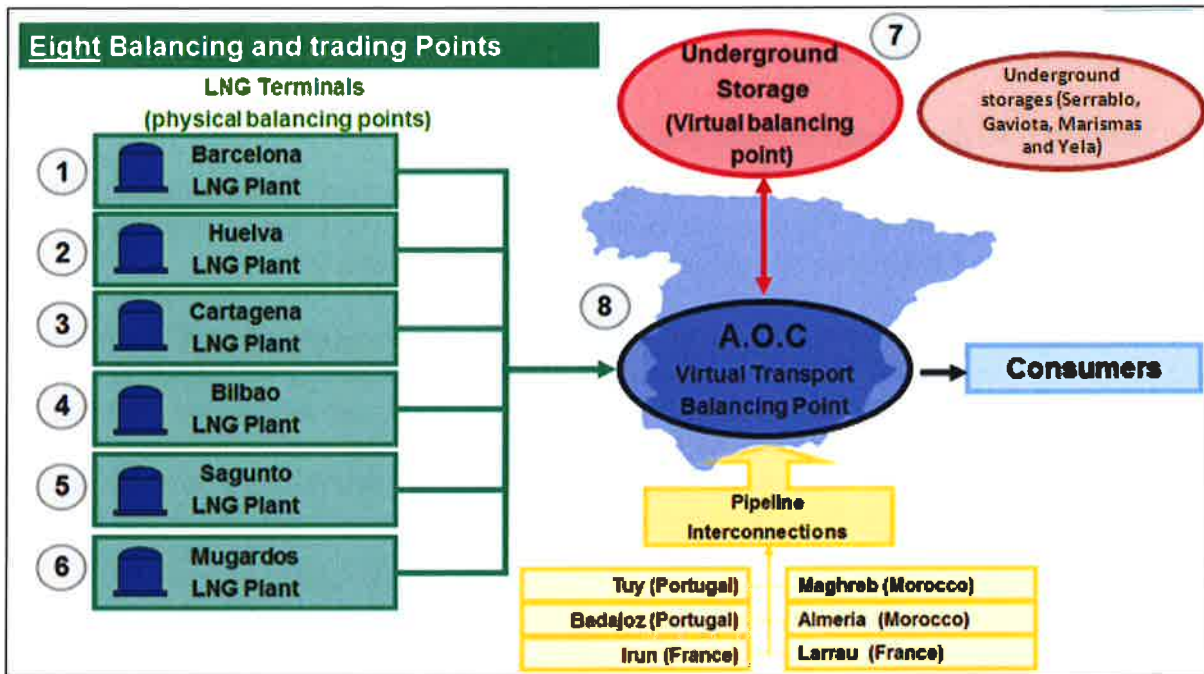 Eight Balancing and trading Points
LNG Terminals
(physical balancing points)
1
Barcelona
LNG Plant
2
Huelva
LNG Plant
3
Cartagena
LNG Plant
4
Bilbao
LNG Plant
5
Sagunto
LNG Plant
6
Mugardos
LNG Plant
7
Underground
Storage
(Virtual balancing
point)
Underground
storages (Serrablo,
Gaviota, Marismas
and Yela)
8
A.O.C
Virtual Transport
Balancing Point
Consumers
Pipeline
Interconnections
Tuy (Portugal)
Badajoz (Portugal)
Irun (France)
Maghreb (Morocco)
Almeria (Morocco)
Larrau (France)